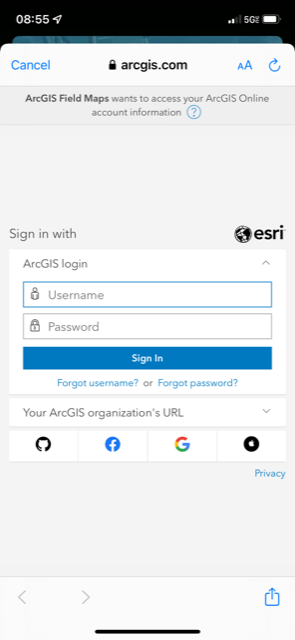 08:55
5GE
Cancel
arcgis.com
AA
ArcGIS Field Maps wants to access your ArcGIS Online
account information ?
Sign in with
esri
ArcGIS login
Username
Password
Sign In
Forgot username? or Forgot password?
Your ArcGIS organization's URL
G
Privacy